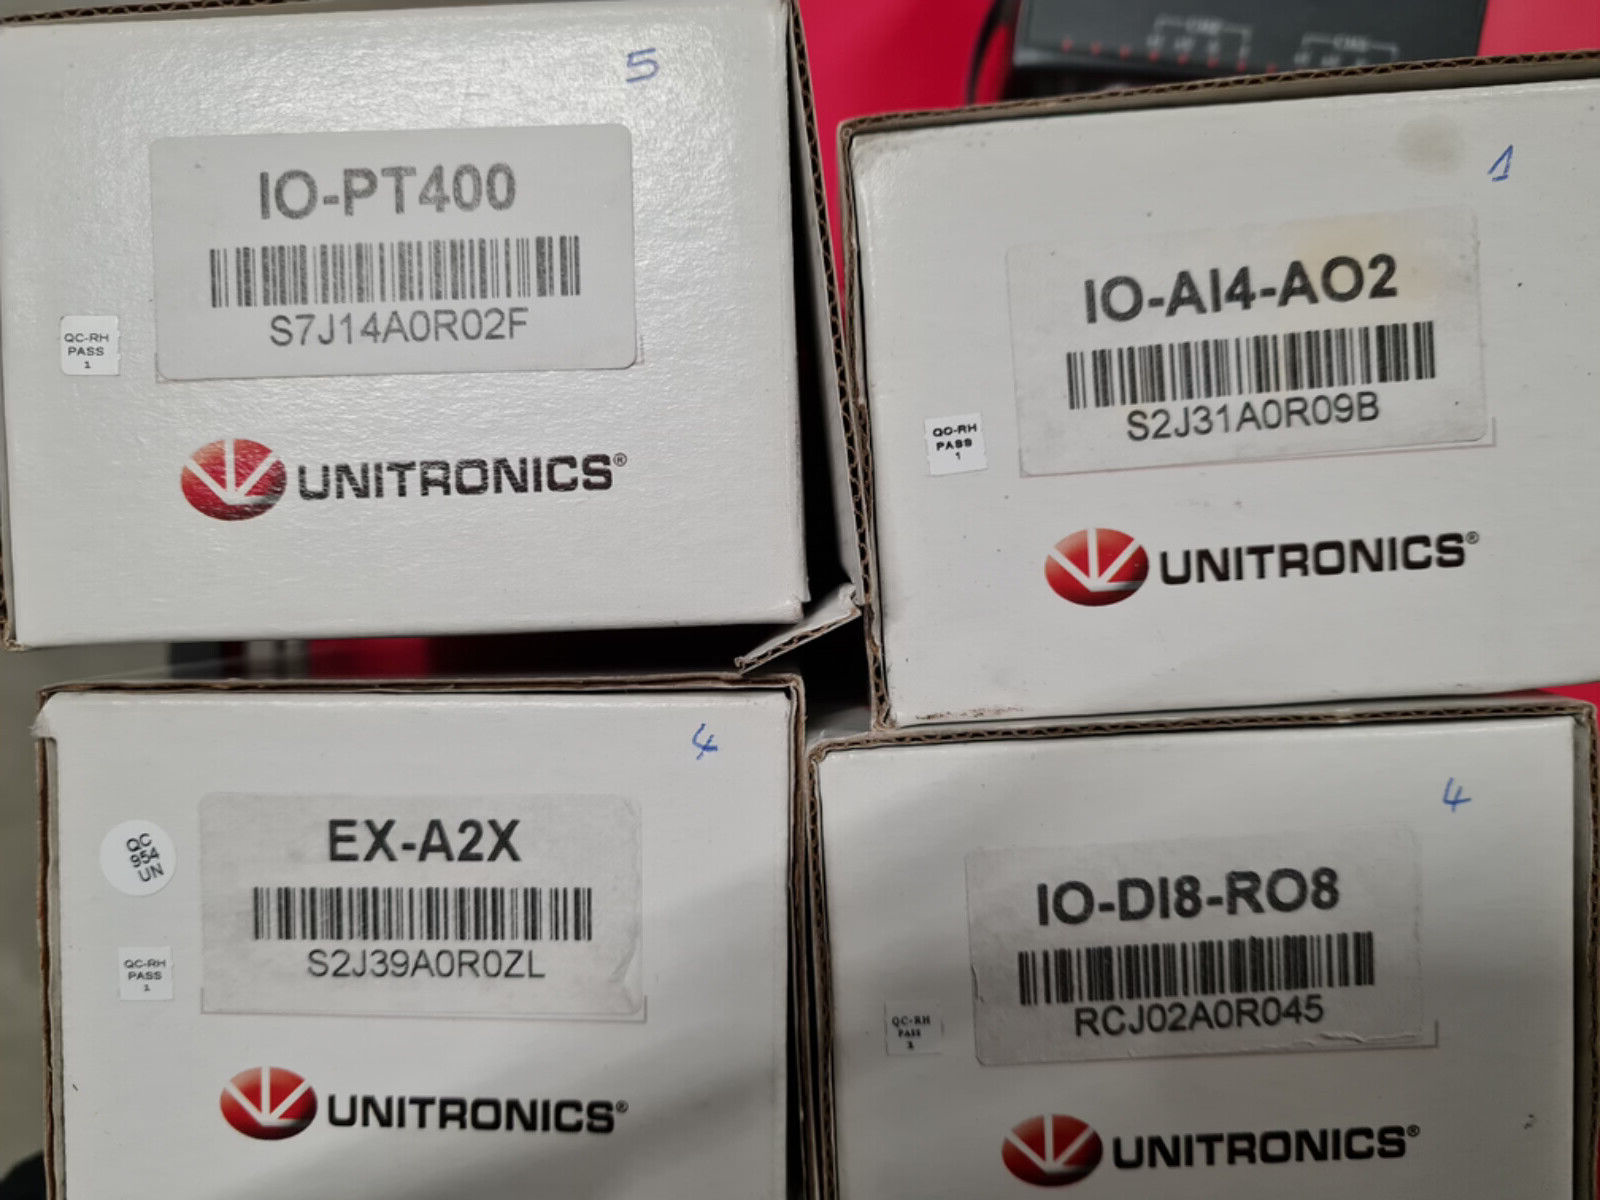 5
IO-PT400
S7J14A0R02F
QC-RH
PASS
1
UNITRONICS®
1
IO-AI4-AO2
S2J31A0R09B
QC-RH
PASS
1
UNITRONICS®
4
EX-A2X
S2J39A0R0ZL
QC
954
UN
QC-RH
PASS
1
UNITRONICS®
4
IO-DI8-RO8
RCJ02A0R045
QC-RH
PASS
1
UNITRONICS®